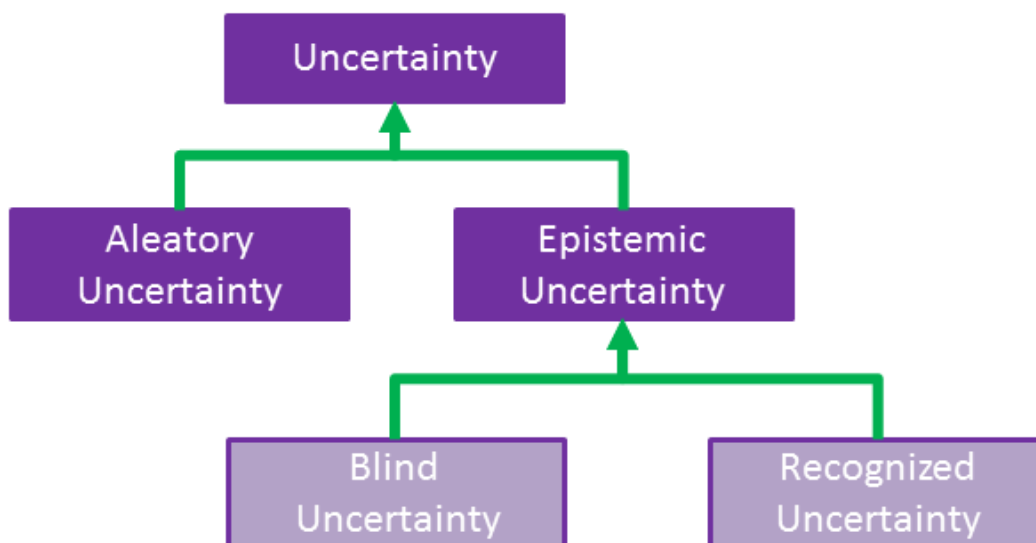 Uncertainty
Aleatory
Uncertainty
Epistemic
Uncertainty
Blind
Uncertainty
Recognized
Uncertainty